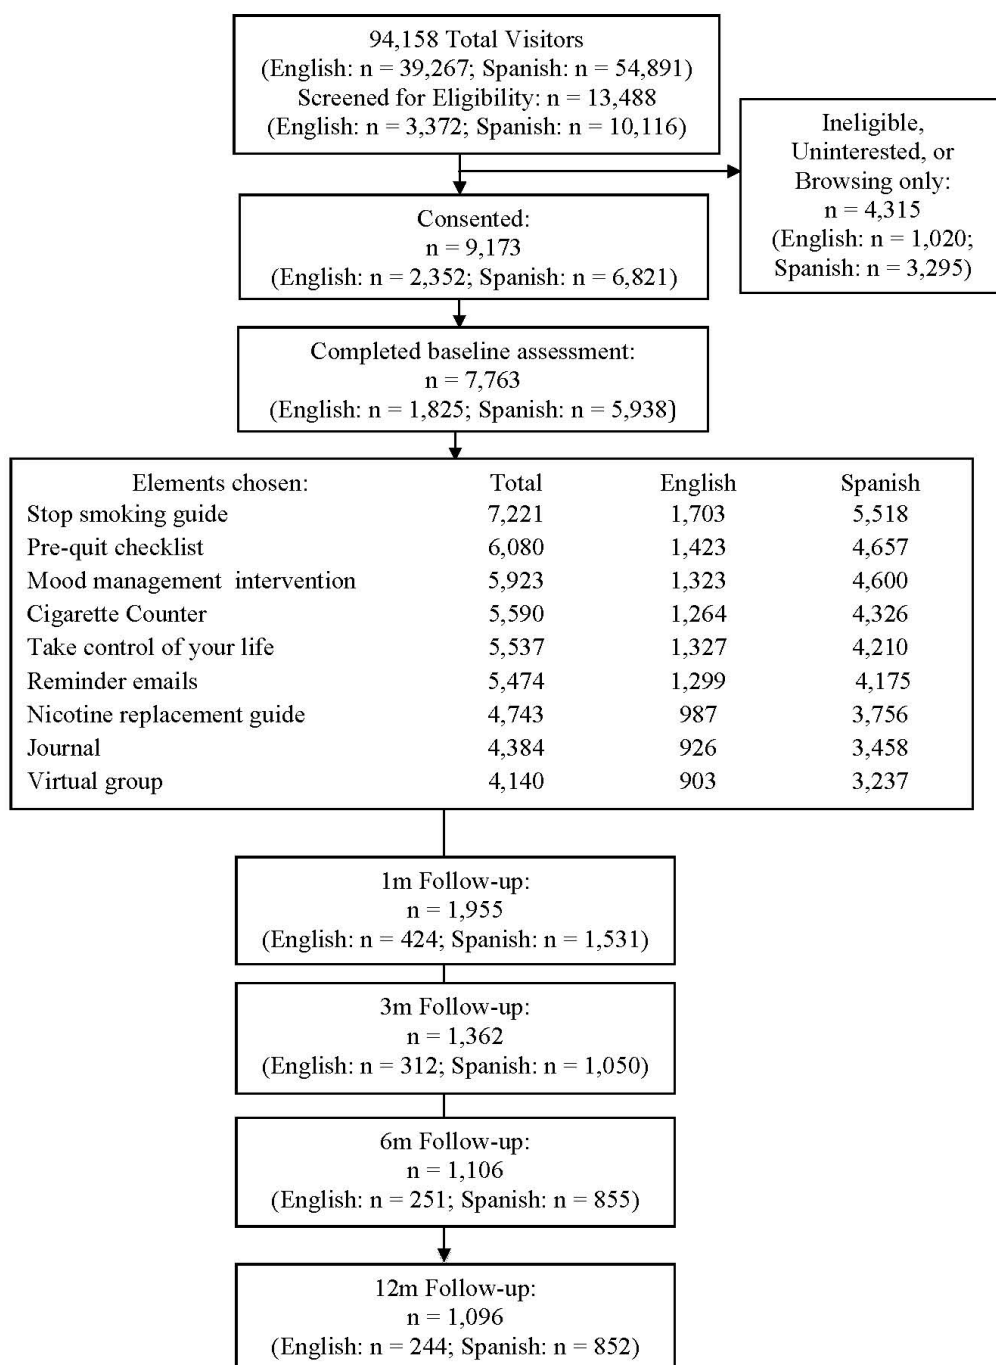 94,158 Total Visitors
(English: n = 39,267; Spanish: n = 54,891)
Screened for Eligibility: n = 13,488
(English: n = 3,372; Spanish: n = 10,116)
Ineligible,
Uninterested, or
Browsing only:
n = 4,315
(English: n = 1,020;
Spanish: n = 3,295)
Consented:
n = 9,173
(English: n = 2,352; Spanish: n = 6,821)
Completed baseline assessment:
n = 7,763
(English: n = 1,825; Spanish: n = 5,938)
Elements chosen: Total English Spanish
Stop smoking guide 7,221 1,703 5,518
Pre-quit checklist 6,080 1,423 4,657
Mood management intervention 5,923 1,323 4,600
Cigarette Counter 5,590 1,264 4,326
Take control of your life 5,537 1,327 4,210
Reminder emails 5,474 1,299 4,175
Nicotine replacement guide 4,743 987 3,756
Journal 4,384 926 3,458
Virtual group 4,140 903 3,237
1m Follow-up:
n = 1,955
(English: n = 424; Spanish: n = 1,531)
3m Follow-up:
n = 1,362
(English: n = 312; Spanish: n = 1,050)
6m Follow-up:
n = 1,106
(English: n = 251; Spanish: n = 855)
12m Follow-up:
n = 1,096
(English: n = 244; Spanish: n = 852)